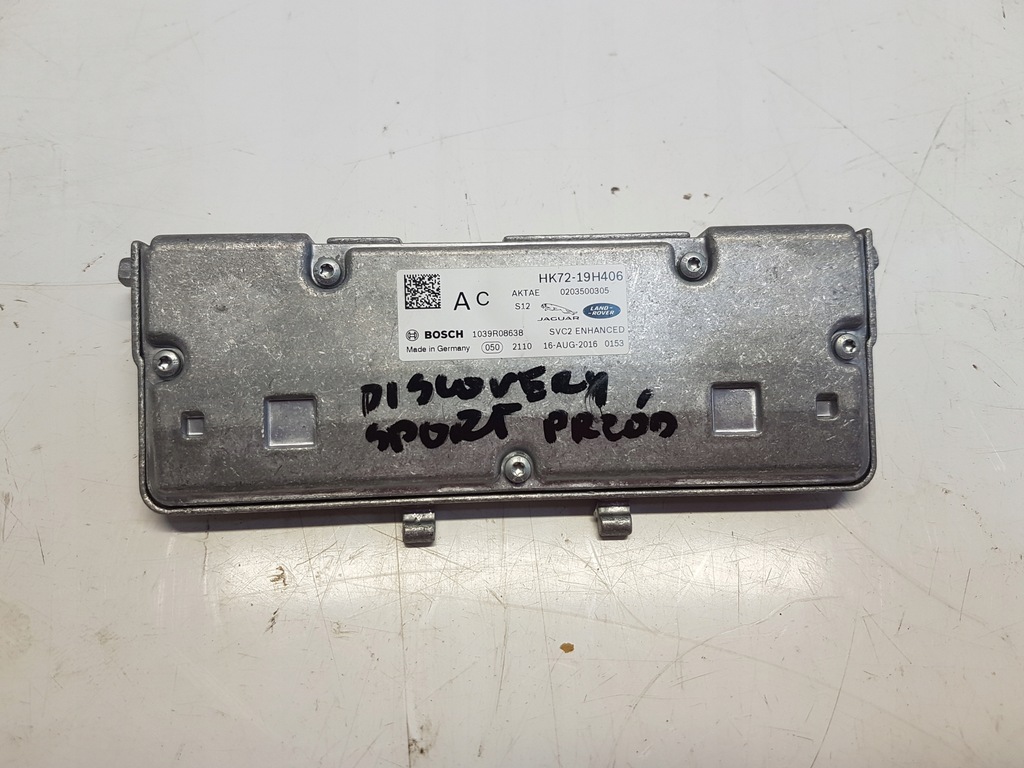 HK72-19H406
A C AKTAE 0203500305
S12 JAGUAR LAND ROVER
BOSCH 1039R08638 SVC2 ENHANCED
Made in Germany 050 2110 16-AUG-2016 0153
DISCOVERY
SPORT PRZÓD